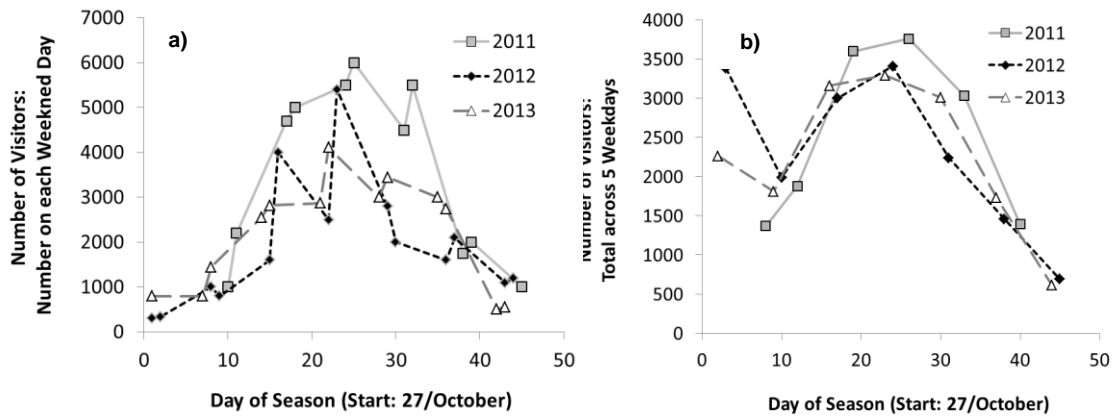 a)
7000
6000
5000
4000
3000
2000
1000
0
0 10 20 30 40 50
Number of Visitors:
Number on each Weekned Day
Day of Season (Start: 27/October)
2011
2012
2013
b)
4000
3500
3000
2500
2000
1500
1000
500
0
0 10 20 30 40 50
Number of Visitors:
Total across 5 Weekdays
Day of Season (Start: 27/October)
2011
2012
2013